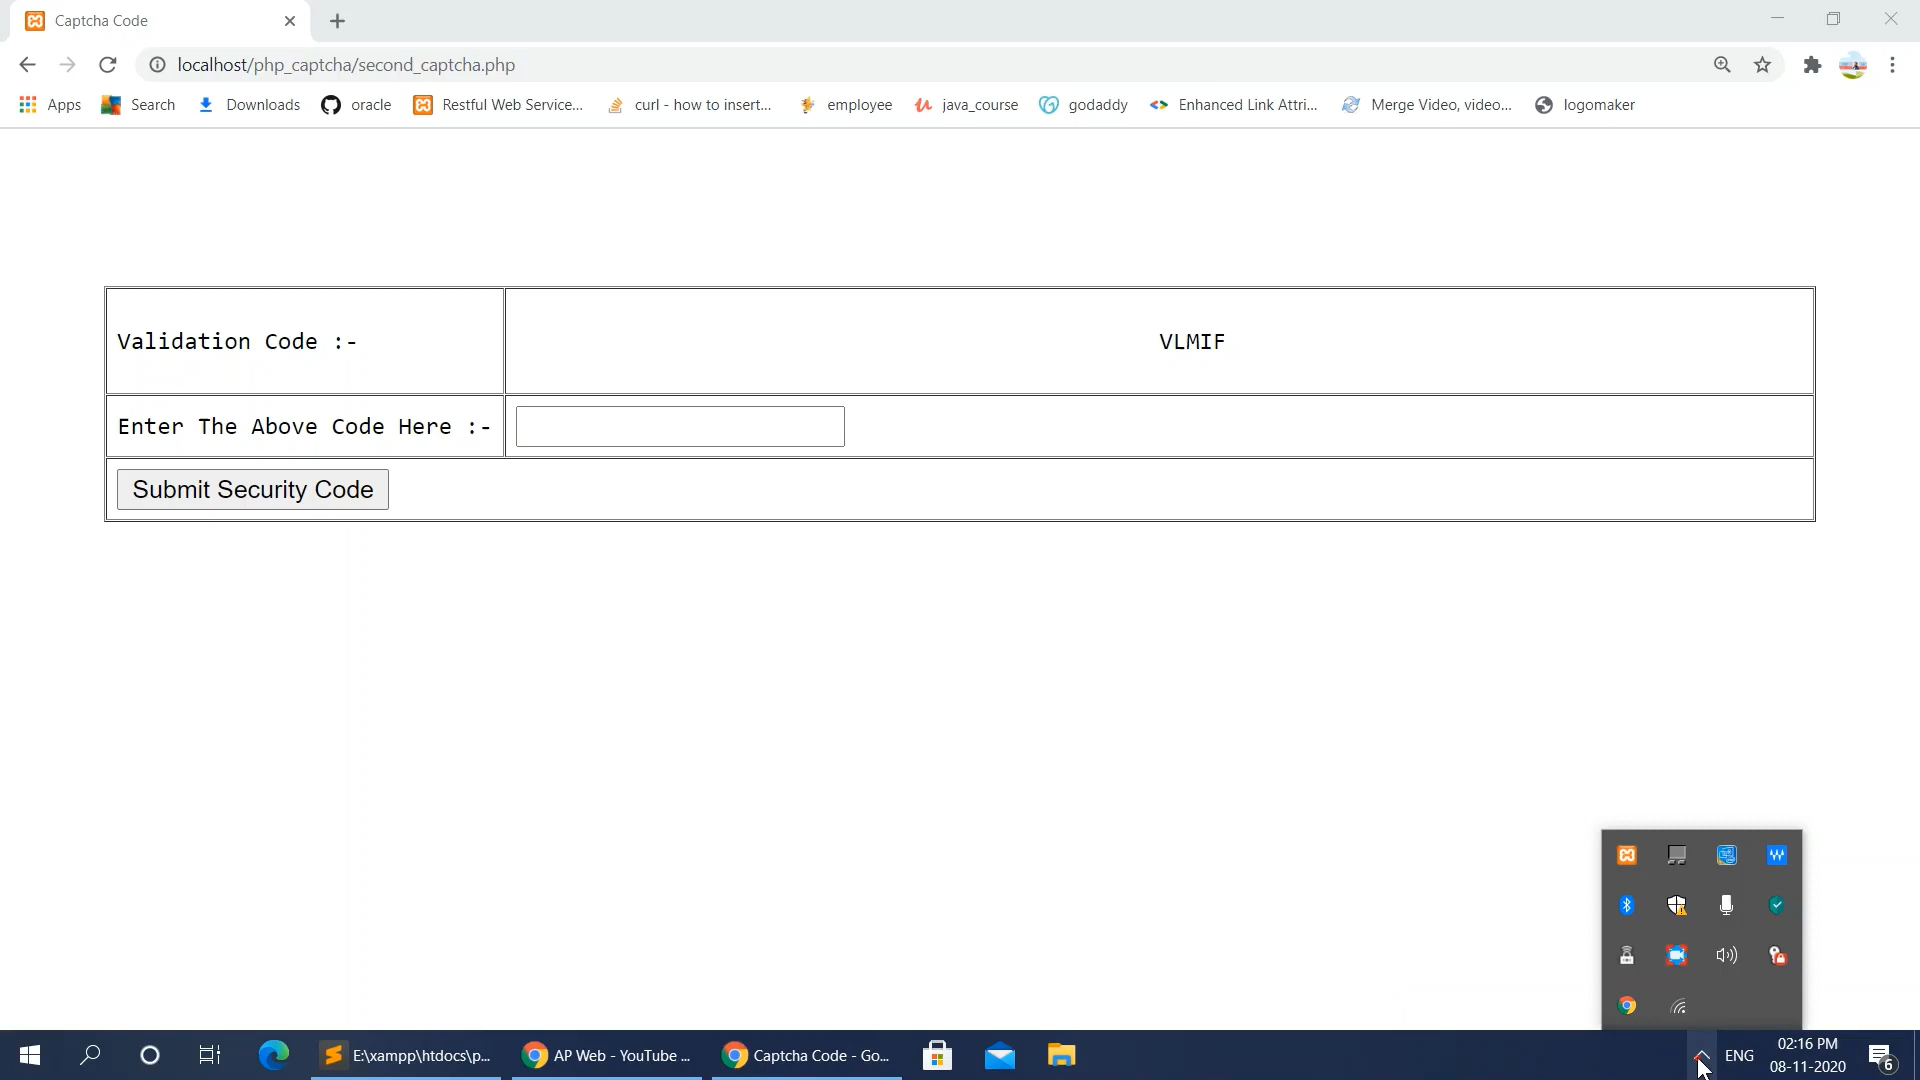 Captcha Code
localhost/php_captcha/second_captcha.php
Apps Search Downloads oracle Restful Web Service... curl - how to insert... employee java_course godaddy Enhanced Link Attri... Merge Video, video... logomaker
Validation Code :- VLMIF
Enter The Above Code Here :-
Submit Security Code
E:\xampp\htdocs\p... AP Web - YouTube ... Captcha Code - Go... ENG 02:16 PM
08-11-2020 6